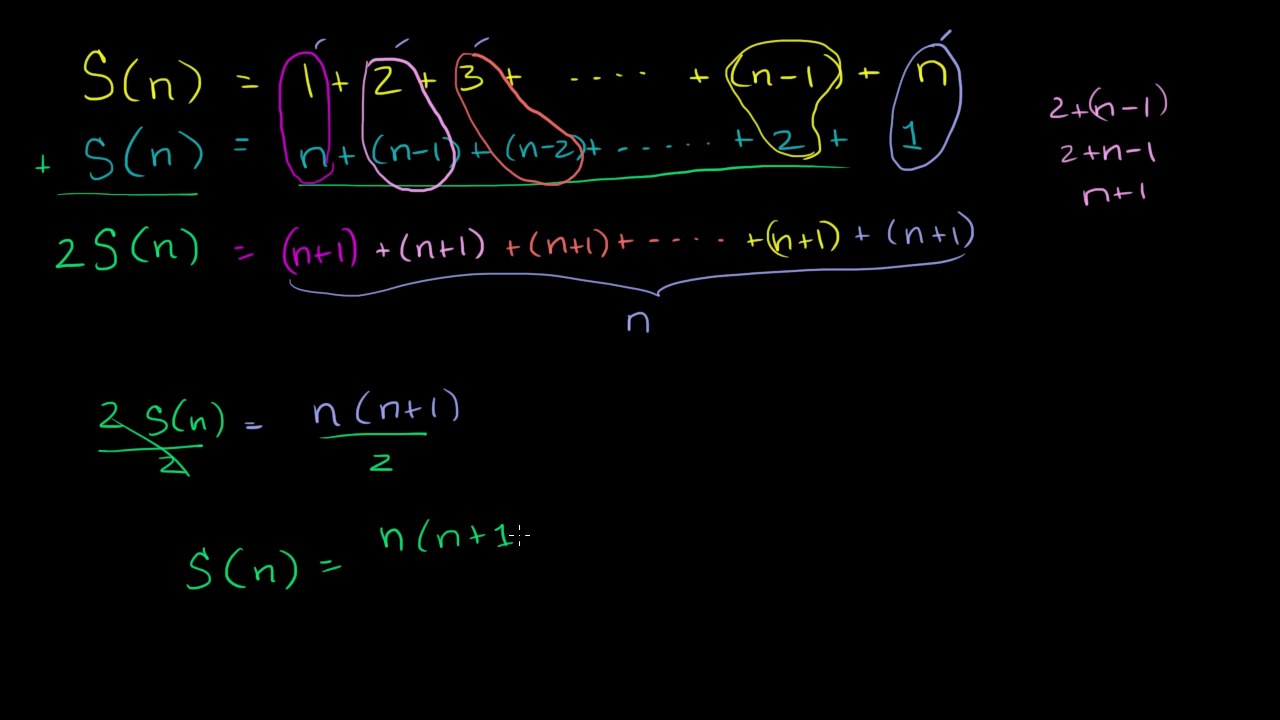 S(n) = 1 + 2 + 3 + ···· + (n-1) + n
+ S(n) = n + (n-1) + (n-2) + ······ + 2 + 1
2 S(n) = (n+1) + (n+1) + (n+1) + ····· + (n+1) + (n+1)
n
2+(n-1)
2+n-1
n+1
2 S(n) = n(n+1)
2 2
S(n) = n(n+1